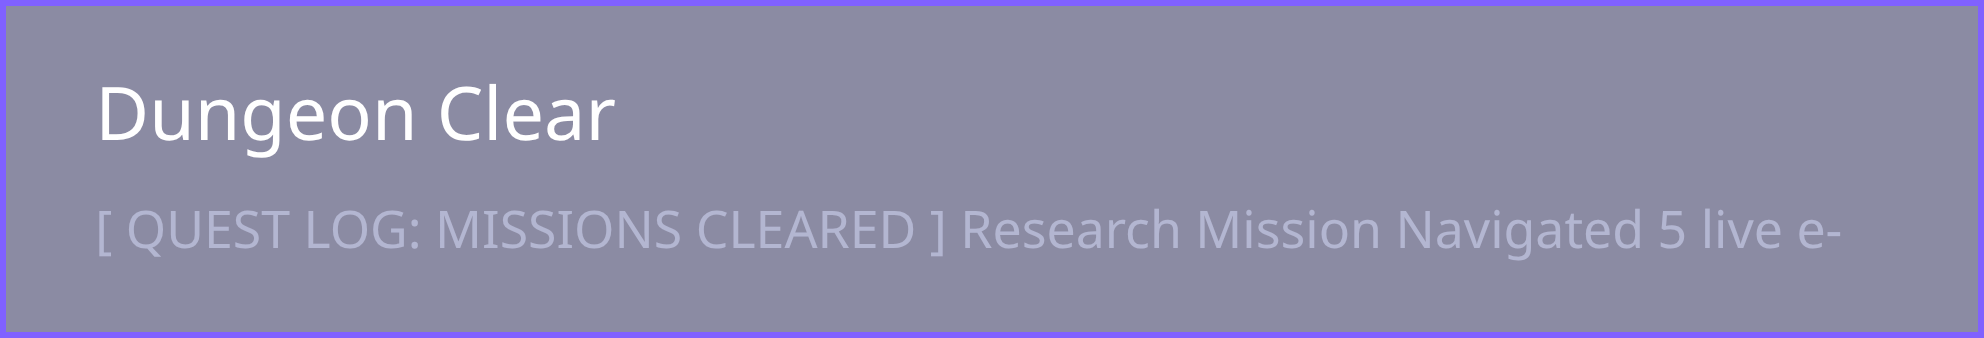 Dungeon Clear
[ QUEST LOG: MISSIONS CLEARED ] Research Mission Navigated 5 live e-